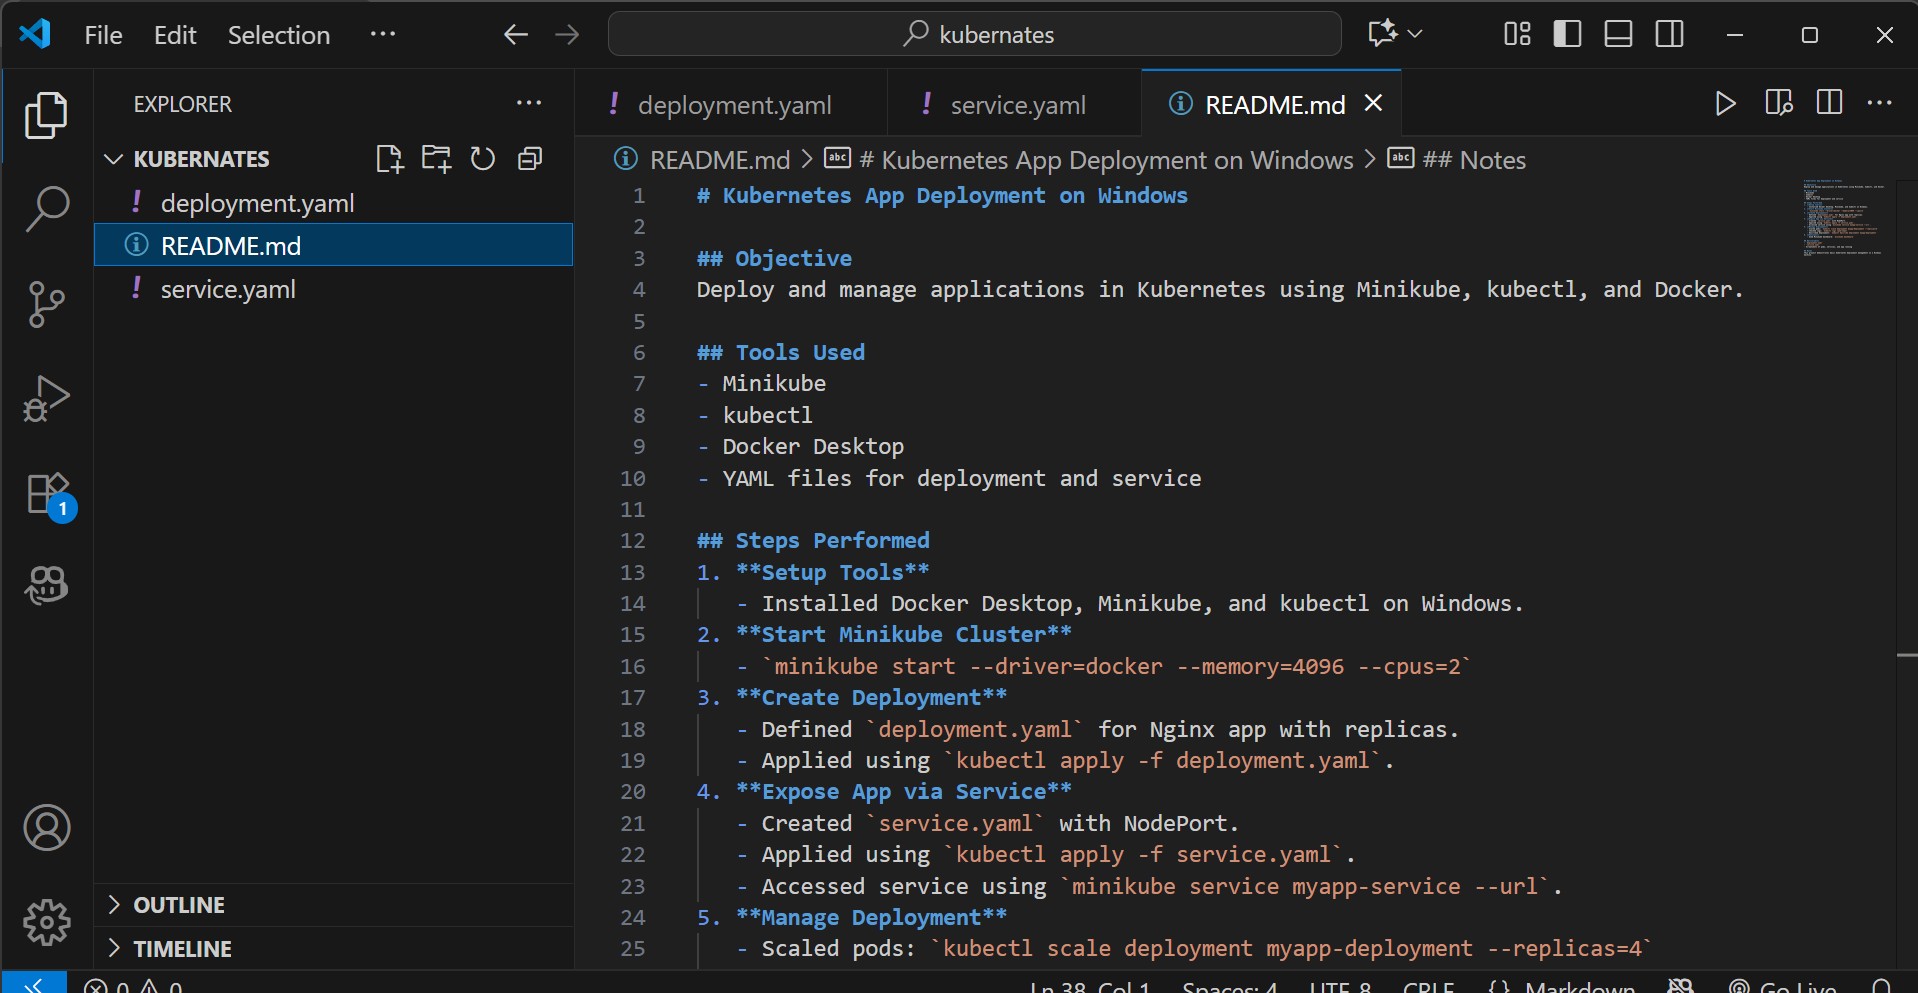 File Edit Selection ··· kubernates
EXPLORER ···
KUBERNATES
deployment.yaml
README.md
service.yaml
1
OUTLINE
TIMELINE
! deployment.yaml ! service.yaml README.md
README.md > # Kubernetes App Deployment on Windows > ## Notes
1 # Kubernetes App Deployment on Windows
2
3 ## Objective
4 Deploy and manage applications in Kubernetes using Minikube, kubectl, and Docker.
5
6 ## Tools Used
7 - Minikube
8 - kubectl
9 - Docker Desktop
10 - YAML files for deployment and service
11
12 ## Steps Performed
13 1. **Setup Tools**
14 - Installed Docker Desktop, Minikube, and kubectl on Windows.
15 2. **Start Minikube Cluster**
16 - `minikube start --driver=docker --memory=4096 --cpus=2`
17 3. **Create Deployment**
18 - Defined `deployment.yaml` for Nginx app with replicas.
19 - Applied using `kubectl apply -f deployment.yaml`.
20 4. **Expose App via Service**
21 - Created `service.yaml` with NodePort.
22 - Applied using `kubectl apply -f service.yaml`.
23 - Accessed service using `minikube service myapp-service --url`.
24 5. **Manage Deployment**
25 - Scaled pods: `kubectl scale deployment myapp-deployment --replicas=4`
0 0 Ln 38, Col 1 Spaces: 4 UTF-8 CRLF {} Markdown Go Live